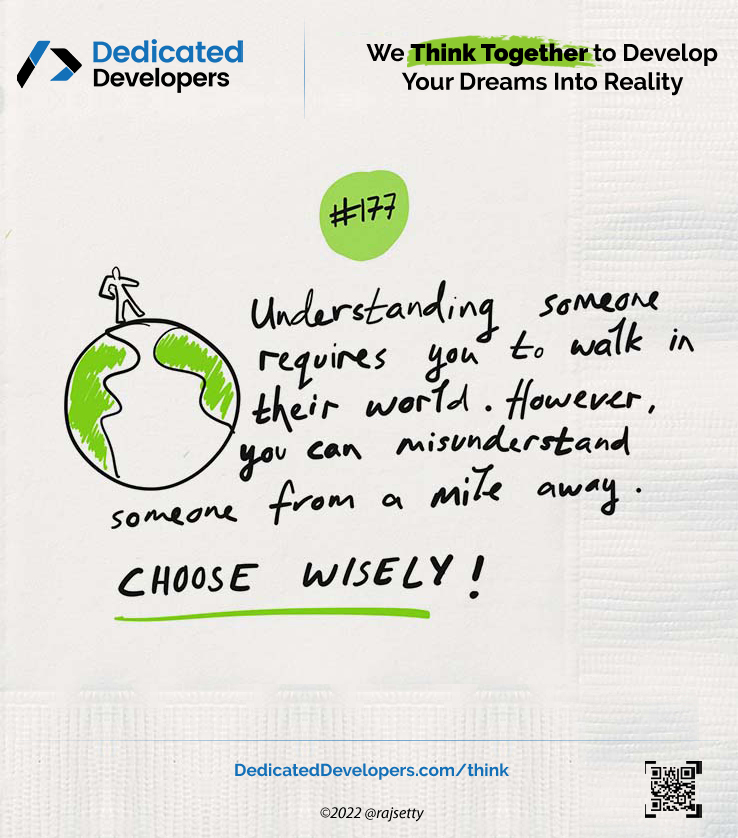 Dedicated
Developers
We Think Together to Develop
Your Dreams Into Reality
#177
Understanding someone
requires you to walk in
their world. However,
you can misunderstand
someone from a mile away.
CHOOSE WISELY!
DedicatedDevelopers.com/think
©2022 @rajsetty